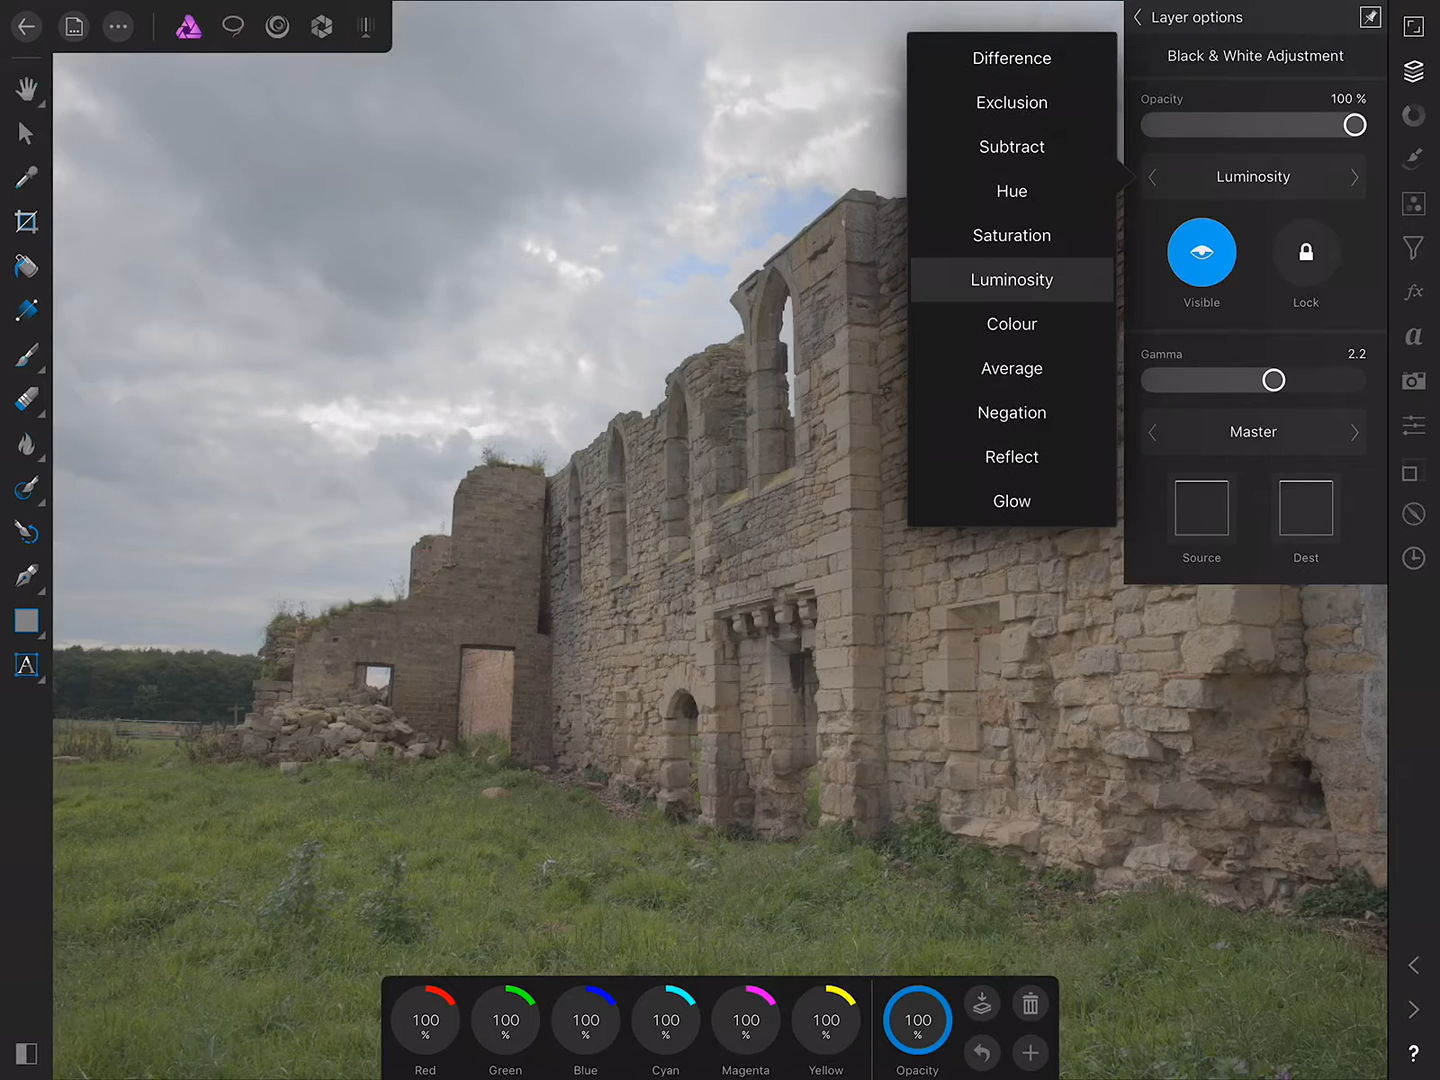 Layer options
Black & White Adjustment
Opacity
100 %
Luminosity
Visible
Lock
Gamma
2.2
Master
Source
Dest
Difference
Exclusion
Subtract
Hue
Saturation
Luminosity
Colour
Average
Negation
Reflect
Glow
fx
a
A
100
%
Red
100
%
Green
100
%
Blue
100
%
Cyan
100
%
Magenta
100
%
Yellow
100
%
Opacity
?